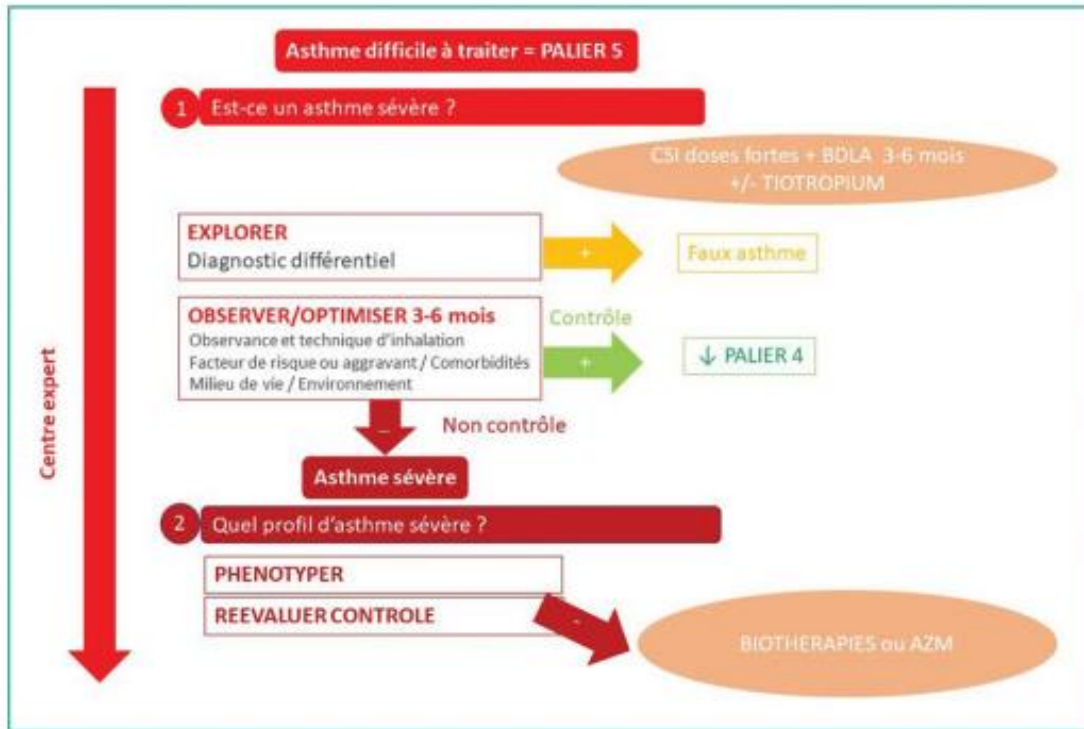 Asthme difficile à traiter = PALIER 5
1 Est-ce un asthme sévère ?
CSI doses fortes + BDLA 3-6 mois
+/- TIOTROPIUM
EXPLORER
Diagnostic différentiel
+
Faux asthme
OBSERVER/OPTIMISER 3-6 mois
Observance et technique d'inhalation
Facteur de risque ou aggravant / Comorbidités
Milieu de vie / Environnement
Contrôle
+
↓ PALIER 4
–
Non contrôle
Asthme sévère
2 Quel profil d'asthme sévère ?
PHENOTYPER
REEVALUER CONTROLE
-
BIOTHERAPIES ou AZM
Centre expert